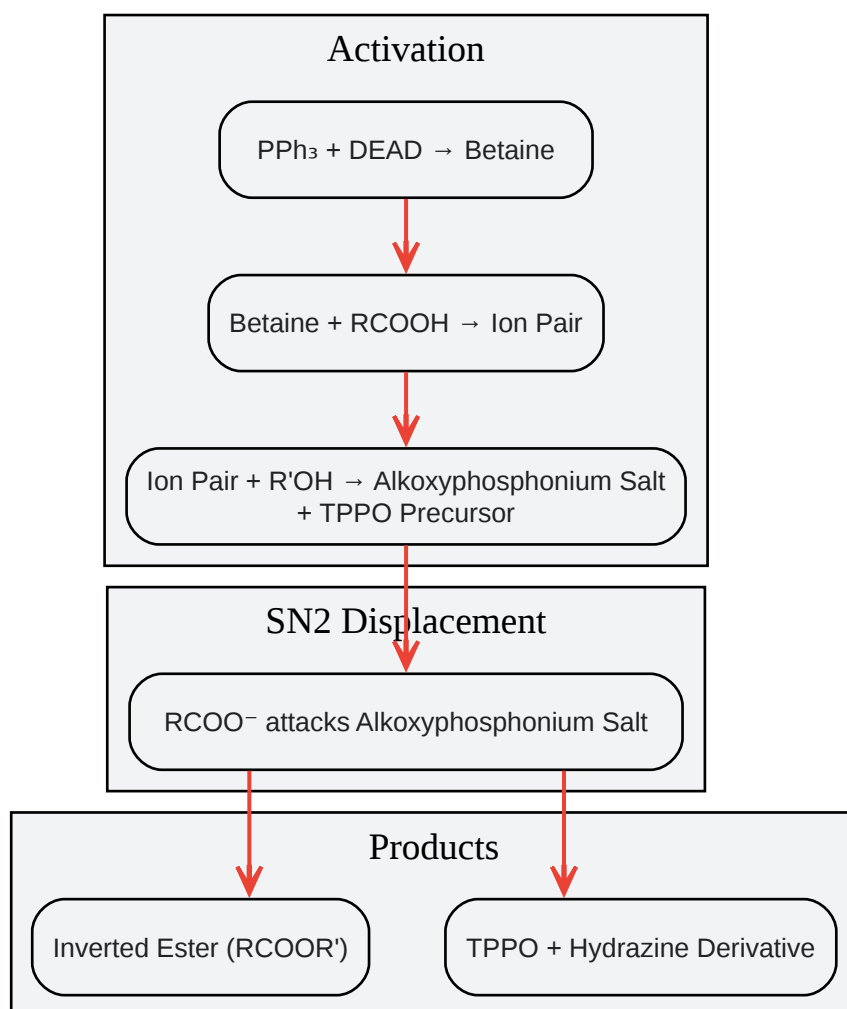 Activation
PPh₃ + DEAD → Betaine
Betaine + RCOOH → Ion Pair
Ion Pair + R'OH → Alkoxyphosphonium Salt
+ TPPO Precursor
SN2 Displacement
RCOO⁻ attacks Alkoxyphosphonium Salt
Products
Inverted Ester (RCOOR')
TPPO + Hydrazine Derivative